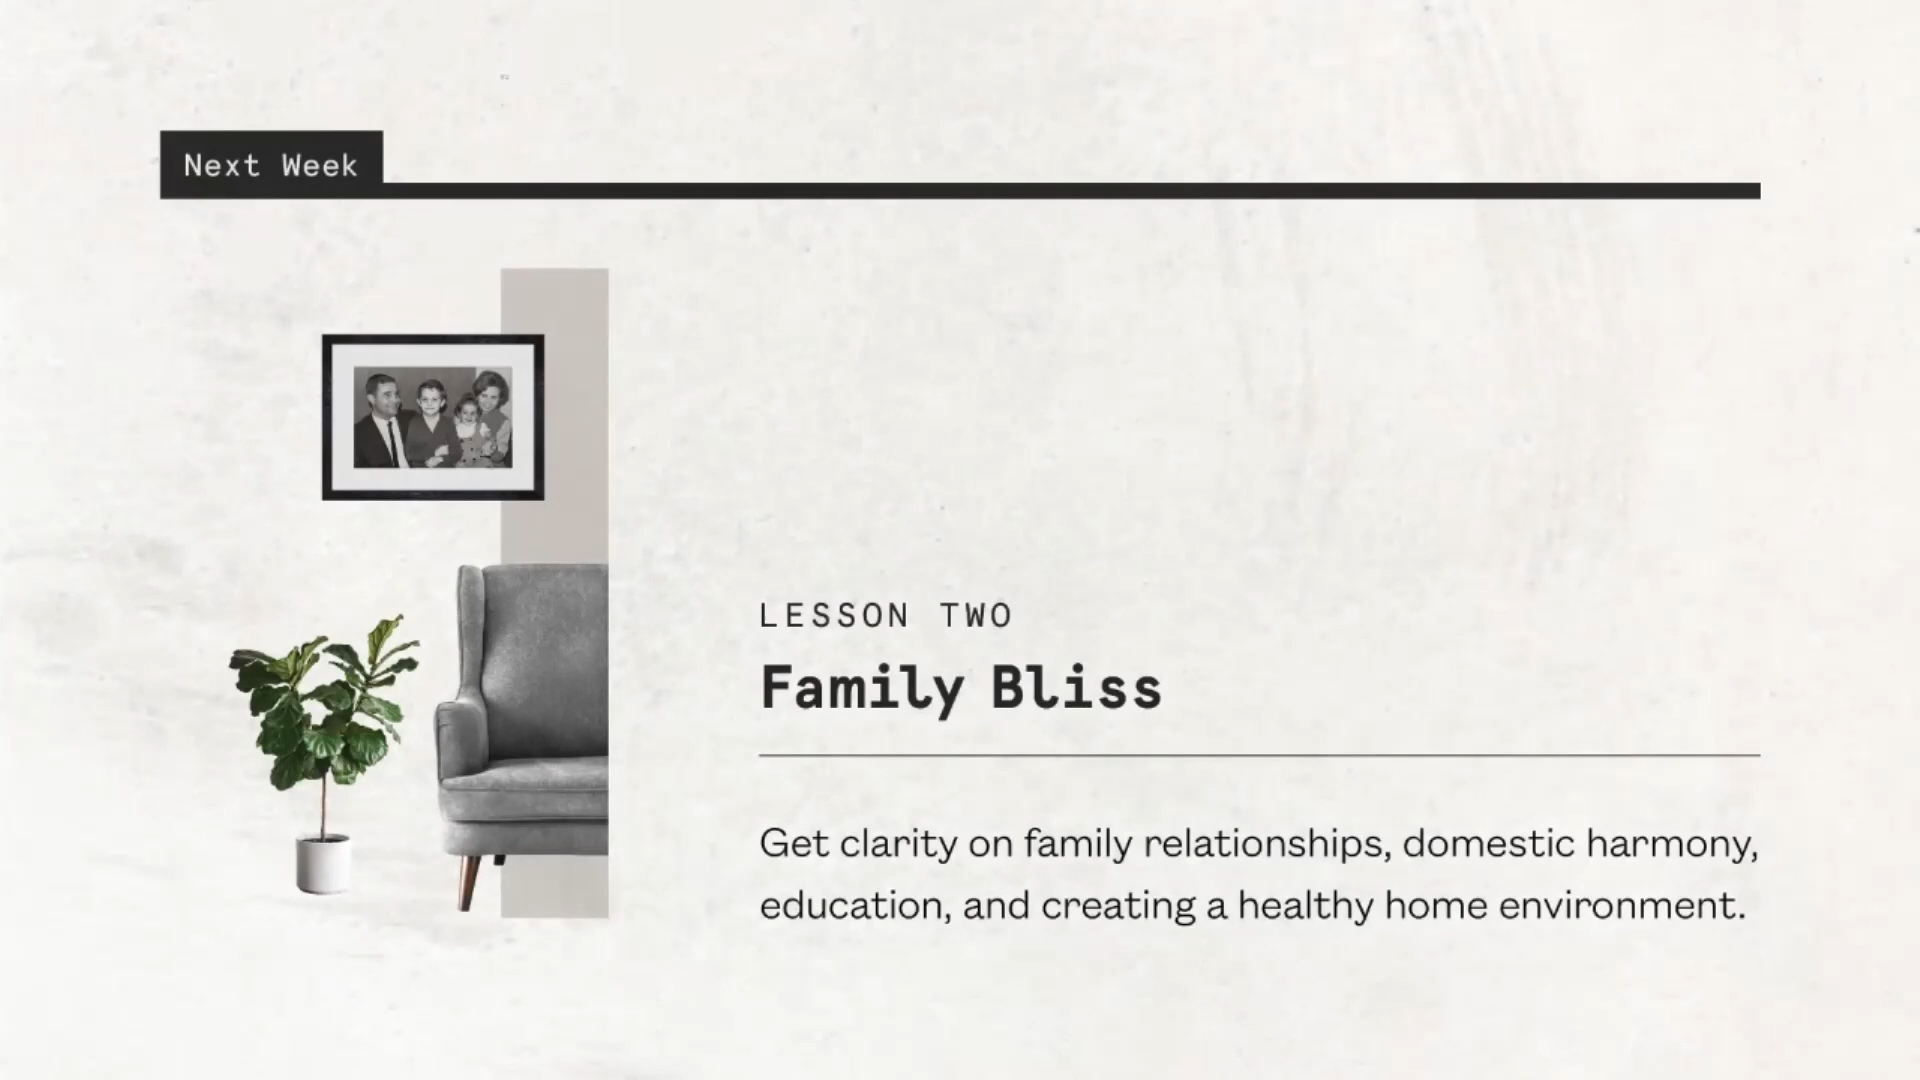 Next Week
LESSON TWO
Family Bliss
Get clarity on family relationships, domestic harmony,
education, and creating a healthy home environment.